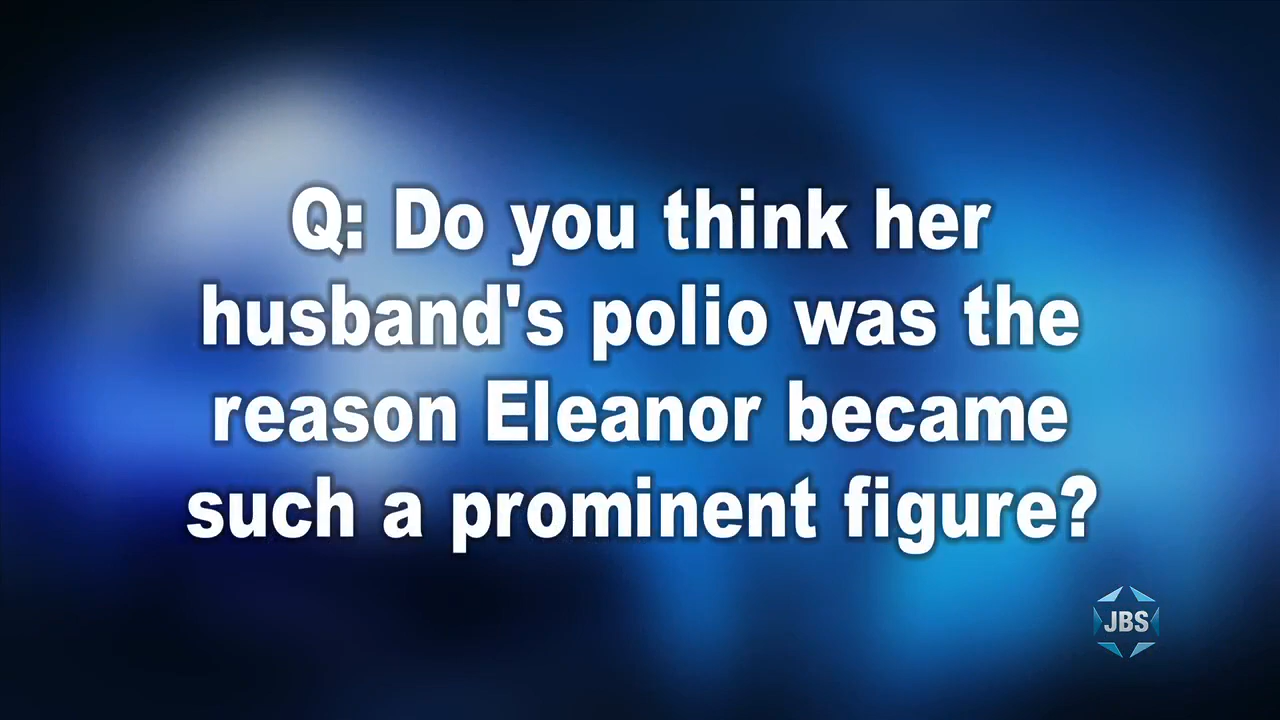 Q: Do you think her
husband's polio was the
reason Eleanor became
such a prominent figure?
JBS